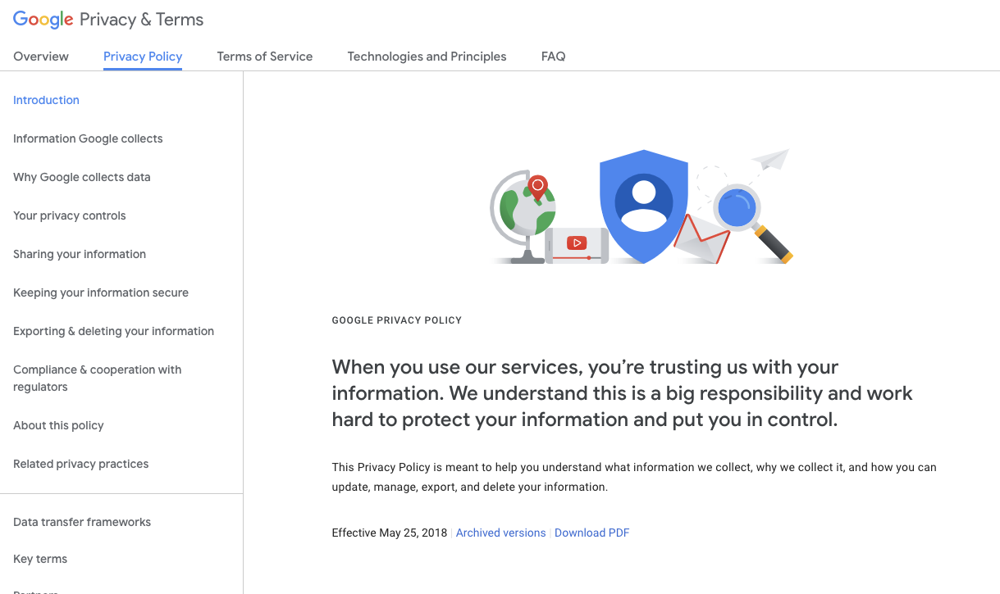 Google Privacy & Terms
Overview
Privacy Policy
Terms of Service
Technologies and Principles
FAQ
Introduction
Information Google collects
Why Google collects data
Your privacy controls
Sharing your information
Keeping your information secure
Exporting & deleting your information
Compliance & cooperation with
regulators
About this policy
Related privacy practices
Data transfer frameworks
Key terms
GOOGLE PRIVACY POLICY
When you use our services, you’re trusting us with your
information. We understand this is a big responsibility and work
hard to protect your information and put you in control.
This Privacy Policy is meant to help you understand what information we collect, why we collect it, and how you can
update, manage, export, and delete your information.
Effective May 25, 2018 | Archived versions | Download PDF